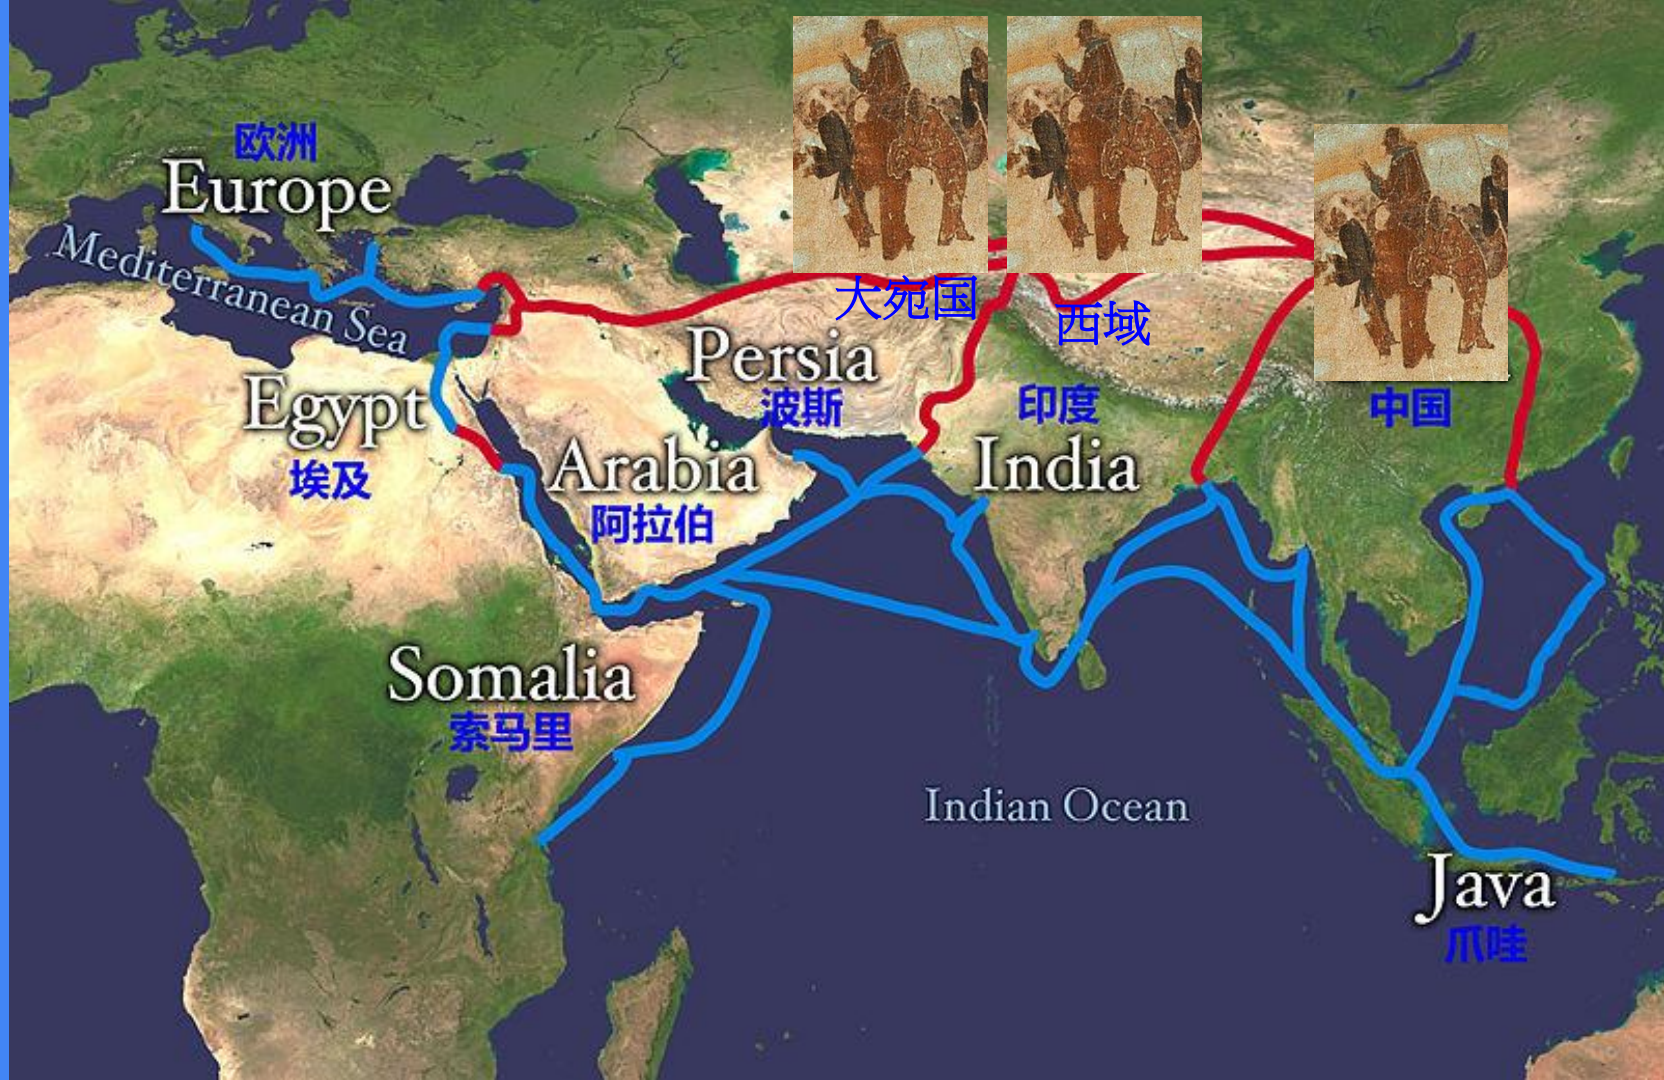 欧洲
Europe
Mediterranean Sea
大宛国
西域
Persia
波斯
印度
India
中国
Egypt
埃及
Arabia
阿拉伯
Somalia
索马里
Indian Ocean
Java
爪哇